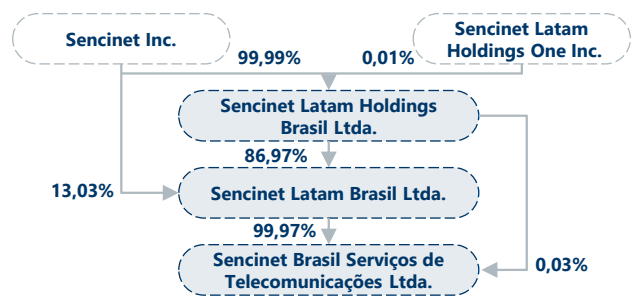 Sencinet Inc.
Sencinet Latam
Holdings One Inc.
99,99%
0,01%
Sencinet Latam Holdings
Brasil Ltda.
86,97%
13,03%
Sencinet Latam Brasil Ltda.
99,97%
Sencinet Brasil Serviços de
Telecomunicações Ltda.
0,03%